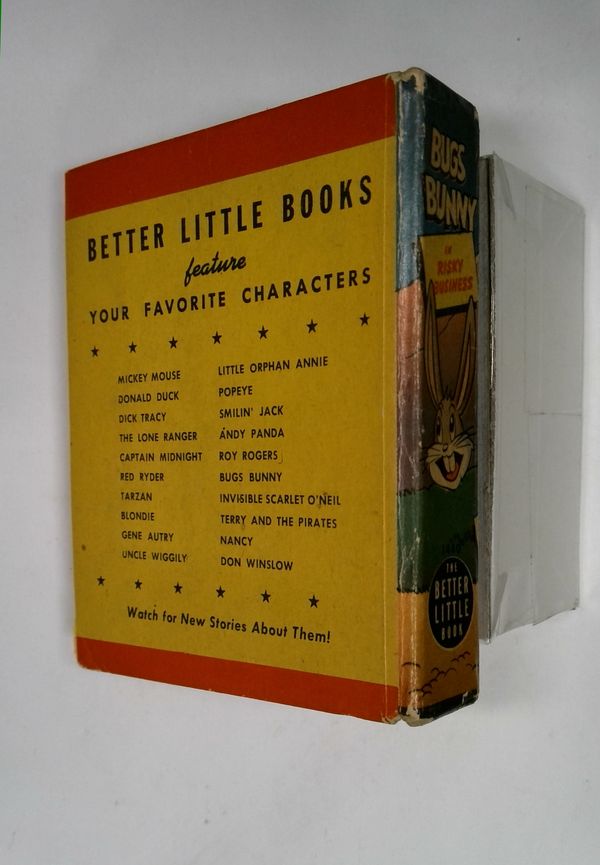 BETTER LITTLE BOOKS
feature
YOUR FAVORITE CHARACTERS
MICKEY MOUSE
DONALD DUCK
DICK TRACY
THE LONE RANGER
CAPTAIN MIDNIGHT
RED RYDER
TARZAN
BLONDIE
GENE AUTRY
UNCLE WIGGILY
LITTLE ORPHAN ANNIE
POPEYE
SMILIN' JACK
ANDY PANDA
ROY ROGERS
BUGS BUNNY
INVISIBLE SCARLET O'NEIL
TERRY AND THE PIRATES
NANCY
DON WINSLOW
Watch for New Stories About Them!
BUGS
BUNNY
in
RISKY
BUSINESS
THE
BETTER
LITTLE
BOOK